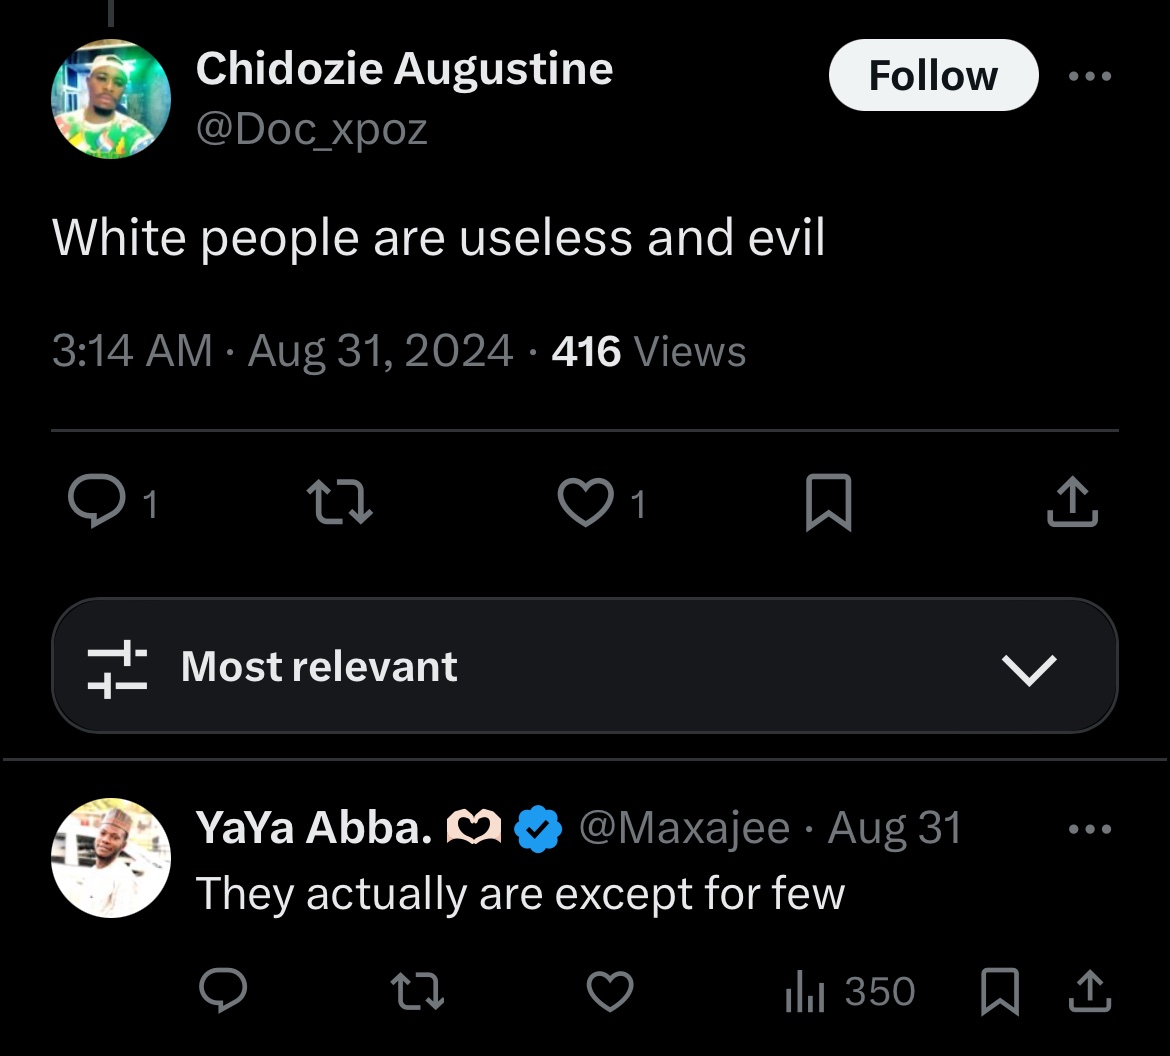 Chidozie Augustine
@Doc_xpoz
Follow
White people are useless and evil
3:14 AM · Aug 31, 2024 · 416 Views
1
1
Most relevant
YaYa Abba. 🫶🏻 @Maxajee · Aug 31
They actually are except for few
350